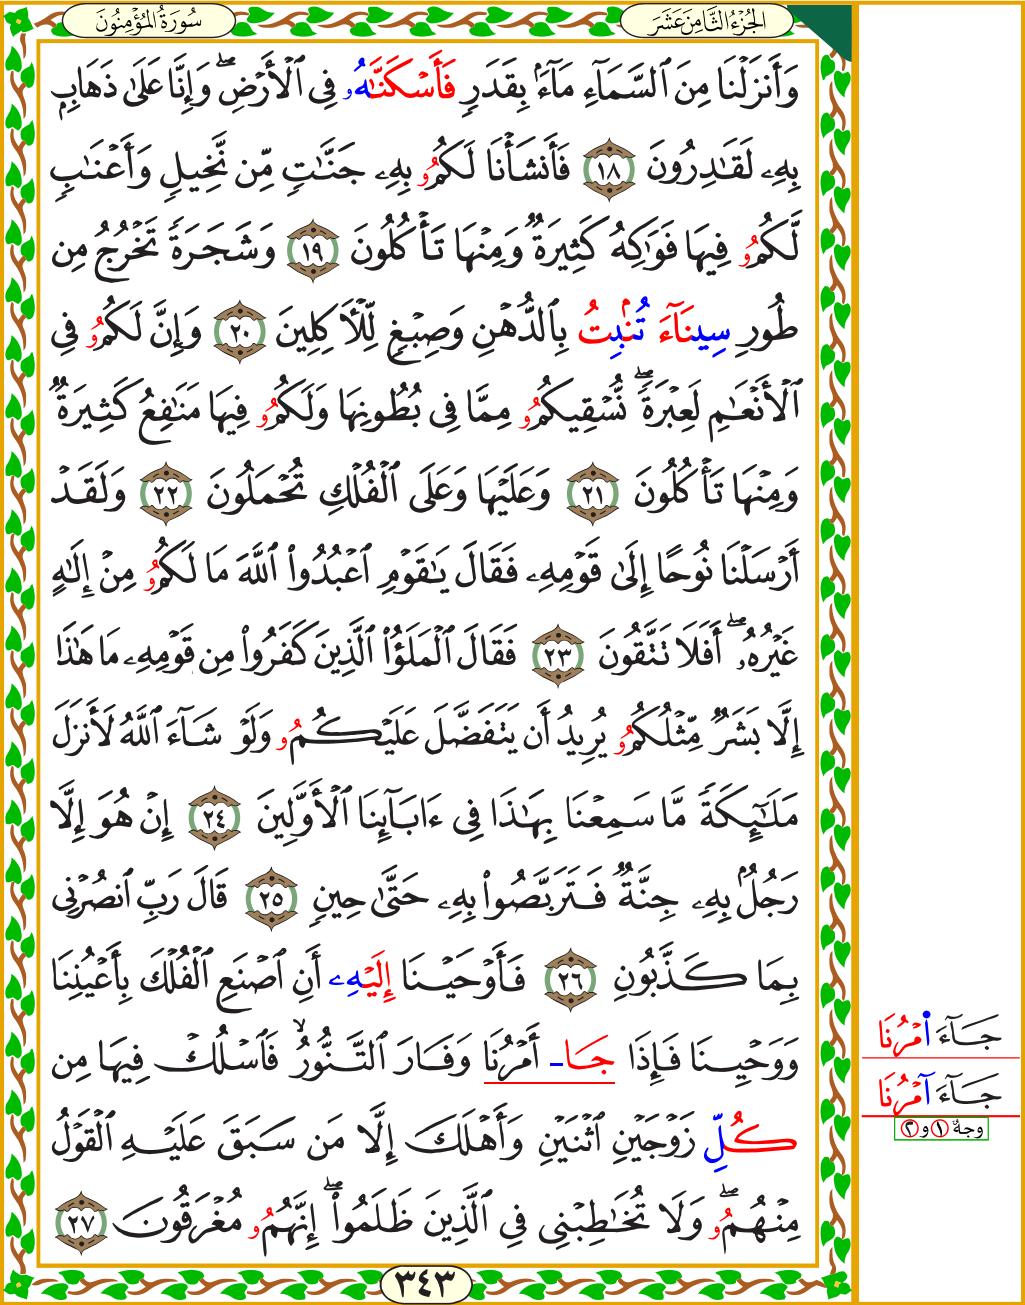 الجُزْءُ الثَّامِنَ عَشَرَ
سُورَةُ المُؤْمِنُونَ
وَأَنزَلْنَا مِنَ ٱلسَّمَآءِ مَآءَۢ بِقَدَرٖ فَأَسْكَنَّٰهُۥ فِي ٱلْأَرْضِۖ وَإِنَّا عَلَىٰ ذَهَابِۭ
بِهِۦ لَقَٰدِرُونَ ١٨ فَأَنشَأْنَا لَكُمُۥ بِهِۦ جَنَّٰتٖ مِّن نَّخِيلٖ وَأَعْنَٰبٖ
لَّكُمُۥ فِيهَا فَوَٰكِهُ كَثِيرَةٞ وَمِنْهَا تَأْكُلُونَ ١٩ وَشَجَرَةٗ تَخْرُجُ مِن
طُورِ سِينَآءَ تُنۢبِتُ بِٱلدُّهْنِ وَصِبْغٖ لِّلْأٓكِلِينَ ٢٠ وَإِنَّ لَكُمُۥ فِي
ٱلْأَنْعَٰمِ لَعِبْرَةٗۖ نُّسْقِيكُمُۥ مِمَّا فِي بُطُونِهَا وَلَكُمُۥ فِيهَا مَنَٰفِعُ كَثِيرَةٞ
وَمِنْهَا تَأْكُلُونَ ٢١ وَعَلَيْهَا وَعَلَى ٱلْفُلْكِ تُحْمَلُونَ ٢٢ وَلَقَدْ
أَرْسَلْنَا نُوحًا إِلَىٰ قَوْمِهِۦ فَقَالَ يَٰقَوْمِ ٱعْبُدُوا۟ ٱللَّهَ مَا لَكُمُۥ مِنْ إِلَٰهٍ
غَيْرُهُۥۖ أَفَلَا تَتَّقُونَ ٢٣ فَقَالَ ٱلْمَلَؤُا۟ ٱلَّذِينَ كَفَرُوا۟ مِن قَوْمِهِۦ مَا هَٰذَا
إِلَّا بَشَرٞ مِّثْلُكُمُۥ يُرِيدُ أَن يَتَفَضَّلَ عَلَيْكُمُۥ وَلَوْ شَآءَ ٱللَّهُ لَأَنزَلَ
مَلَٰٓئِكَةٗ مَّا سَمِعْنَا بِهَٰذَا فِي ءَابَآئِنَا ٱلْأَوَّلِينَ ٢٤ إِنْ هُوَ إِلَّا
رَجُلُۢ بِهِۦ جِنَّةٞ فَتَرَبَّصُوا۟ بِهِۦ حَتَّىٰ حِينٖ ٢٥ قَالَ رَبِّ ٱنصُرْنِي
بِمَا كَذَّبُونِ ٢٦ فَأَوْحَيْنَا إِلَيْهِۦ أَنِ ٱصْنَعِ ٱلْفُلْكَ بِأَعْيُنِنَا
وَوَحْيِنَا فَإِذَا جَا- أَمْرُنَا وَفَارَ ٱلتَّنُّورُۙ فَٱسْلُكْ فِيهَا مِن
كُلِّ زَوْجَيْنِ ٱثْنَيْنِ وَأَهْلَكَ إِلَّا مَن سَبَقَ عَلَيْهِ ٱلْقَوْلُ
مِنْهُمُۥۖ وَلَا تُخَٰطِبْنِي فِي ٱلَّذِينَ ظَلَمُوٓا۟ۖ إِنَّهُمُۥ مُغْرَقُونَ ٢٧
جَآءَ اَ۬مْرُنَا
جَآءَ آمْرُنَا
وجهٌ ١ و ٢
٣٤٣